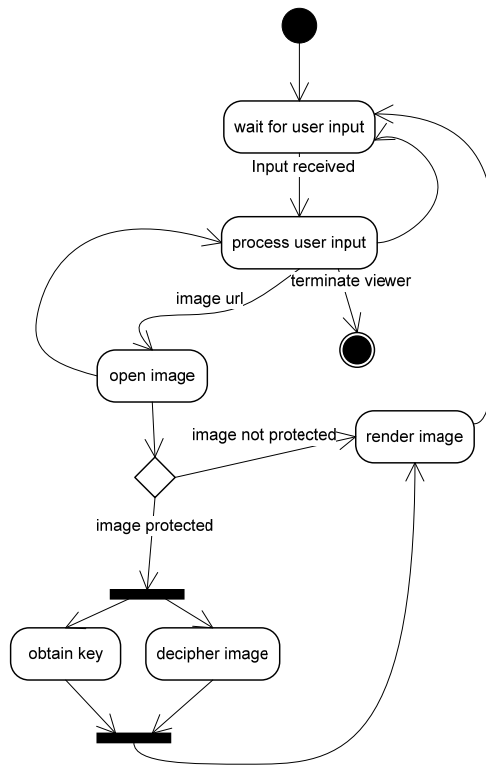 wait for user input
Input received
process user input
terminate viewer
image url
open image
image not protected
render image
image protected
obtain key
decipher image